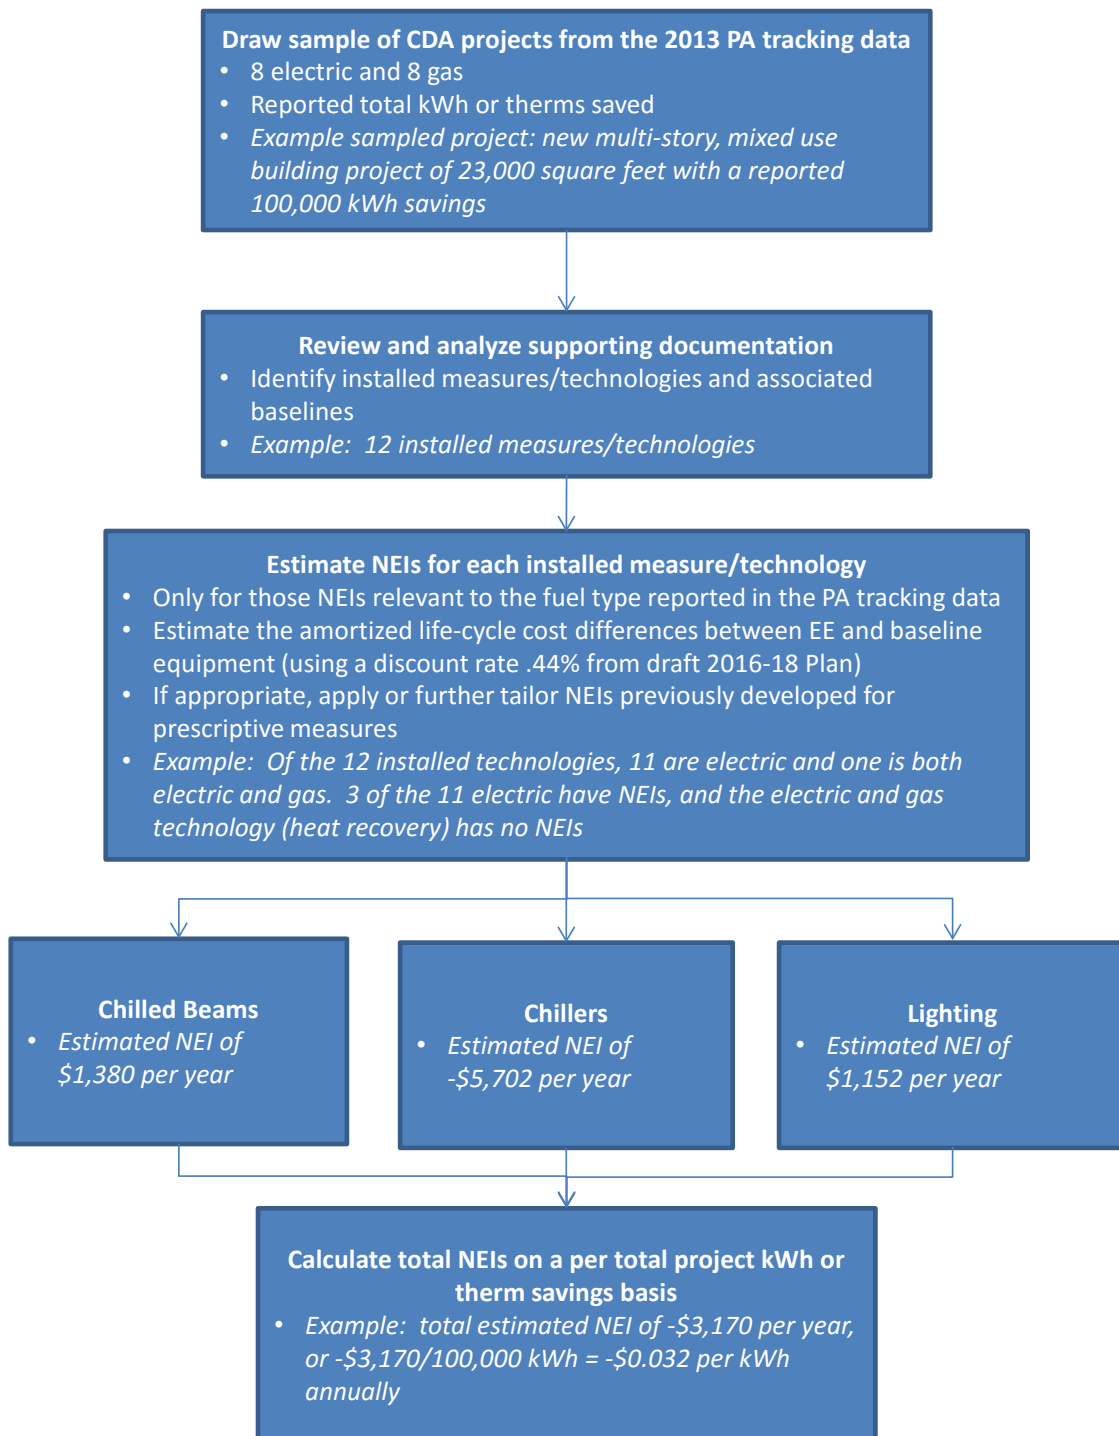 Draw sample of CDA projects from the 2013 PA tracking data
• 8 electric and 8 gas
• Reported total kWh or therms saved
• Example sampled project: new multi-story, mixed use
building project of 23,000 square feet with a reported
100,000 kWh savings
Review and analyze supporting documentation
• Identify installed measures/technologies and associated
baselines
• Example: 12 installed measures/technologies
Estimate NEIs for each installed measure/technology
• Only for those NEIs relevant to the fuel type reported in the PA tracking data
• Estimate the amortized life-cycle cost differences between EE and baseline
equipment (using a discount rate .44% from draft 2016-18 Plan)
• If appropriate, apply or further tailor NEIs previously developed for
prescriptive measures
• Example: Of the 12 installed technologies, 11 are electric and one is both
electric and gas. 3 of the 11 electric have NEIs, and the electric and gas
technology (heat recovery) has no NEIs
Chilled Beams
• Estimated NEI of
$1,380 per year
Chillers
• Estimated NEI of
-$5,702 per year
Lighting
• Estimated NEI of
$1,152 per year
Calculate total NEIs on a per total project kWh or
therm savings basis
• Example: total estimated NEI of -$3,170 per year,
or -$3,170/100,000 kWh = -$0.032 per kWh
annually